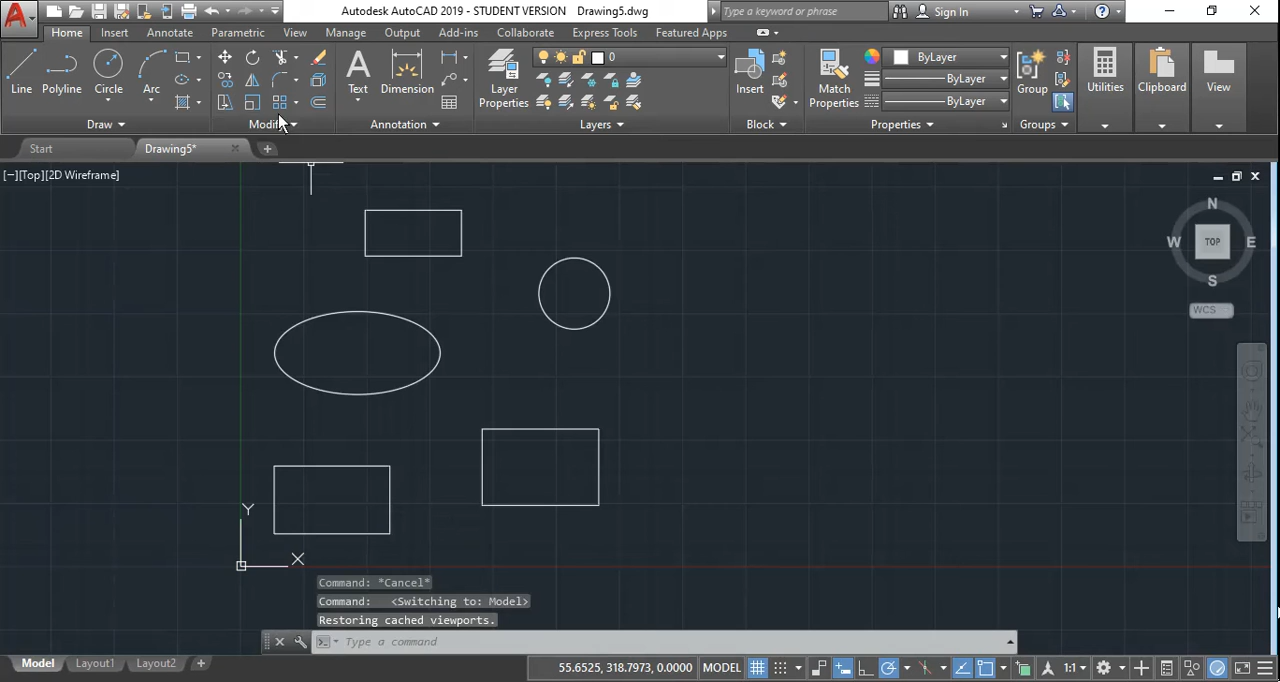 Autodesk AutoCAD 2019 - STUDENT VERSION Drawing5.dwg
Type a keyword or phrase
Sign In
Home Insert Annotate Parametric View Manage Output Add-ins Collaborate Express Tools Featured Apps
Line Polyline Circle Arc
Text Dimension
Layer Properties
0
Insert
Match Properties
ByLayer
ByLayer
ByLayer
Group
Utilities
Clipboard
View
Draw Modify Annotation Layers Block Properties Groups
Start Drawing5*
[−][Top][2D Wireframe]
N
W TOP E
S
WCS
Y
X
Command: *Cancel*
Command: <Switching to: Model>
Restoring cached viewports.
Type a command
Model Layout1 Layout2
55.6525, 318.7973, 0.0000 MODEL 1:1